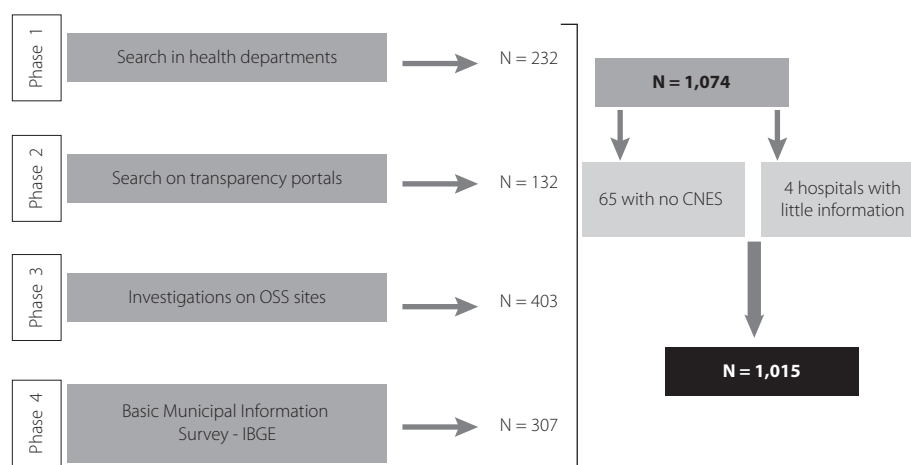 Phase 1
Search in health departments
N = 232
Phase 2
Search on transparency portals
N = 132
Phase 3
Investigations on OSS sites
N = 403
Phase 4
Basic Municipal Information
Survey - IBGE
N = 307
N = 1,074
65 with no CNES
4 hospitals with
little information
N = 1,015